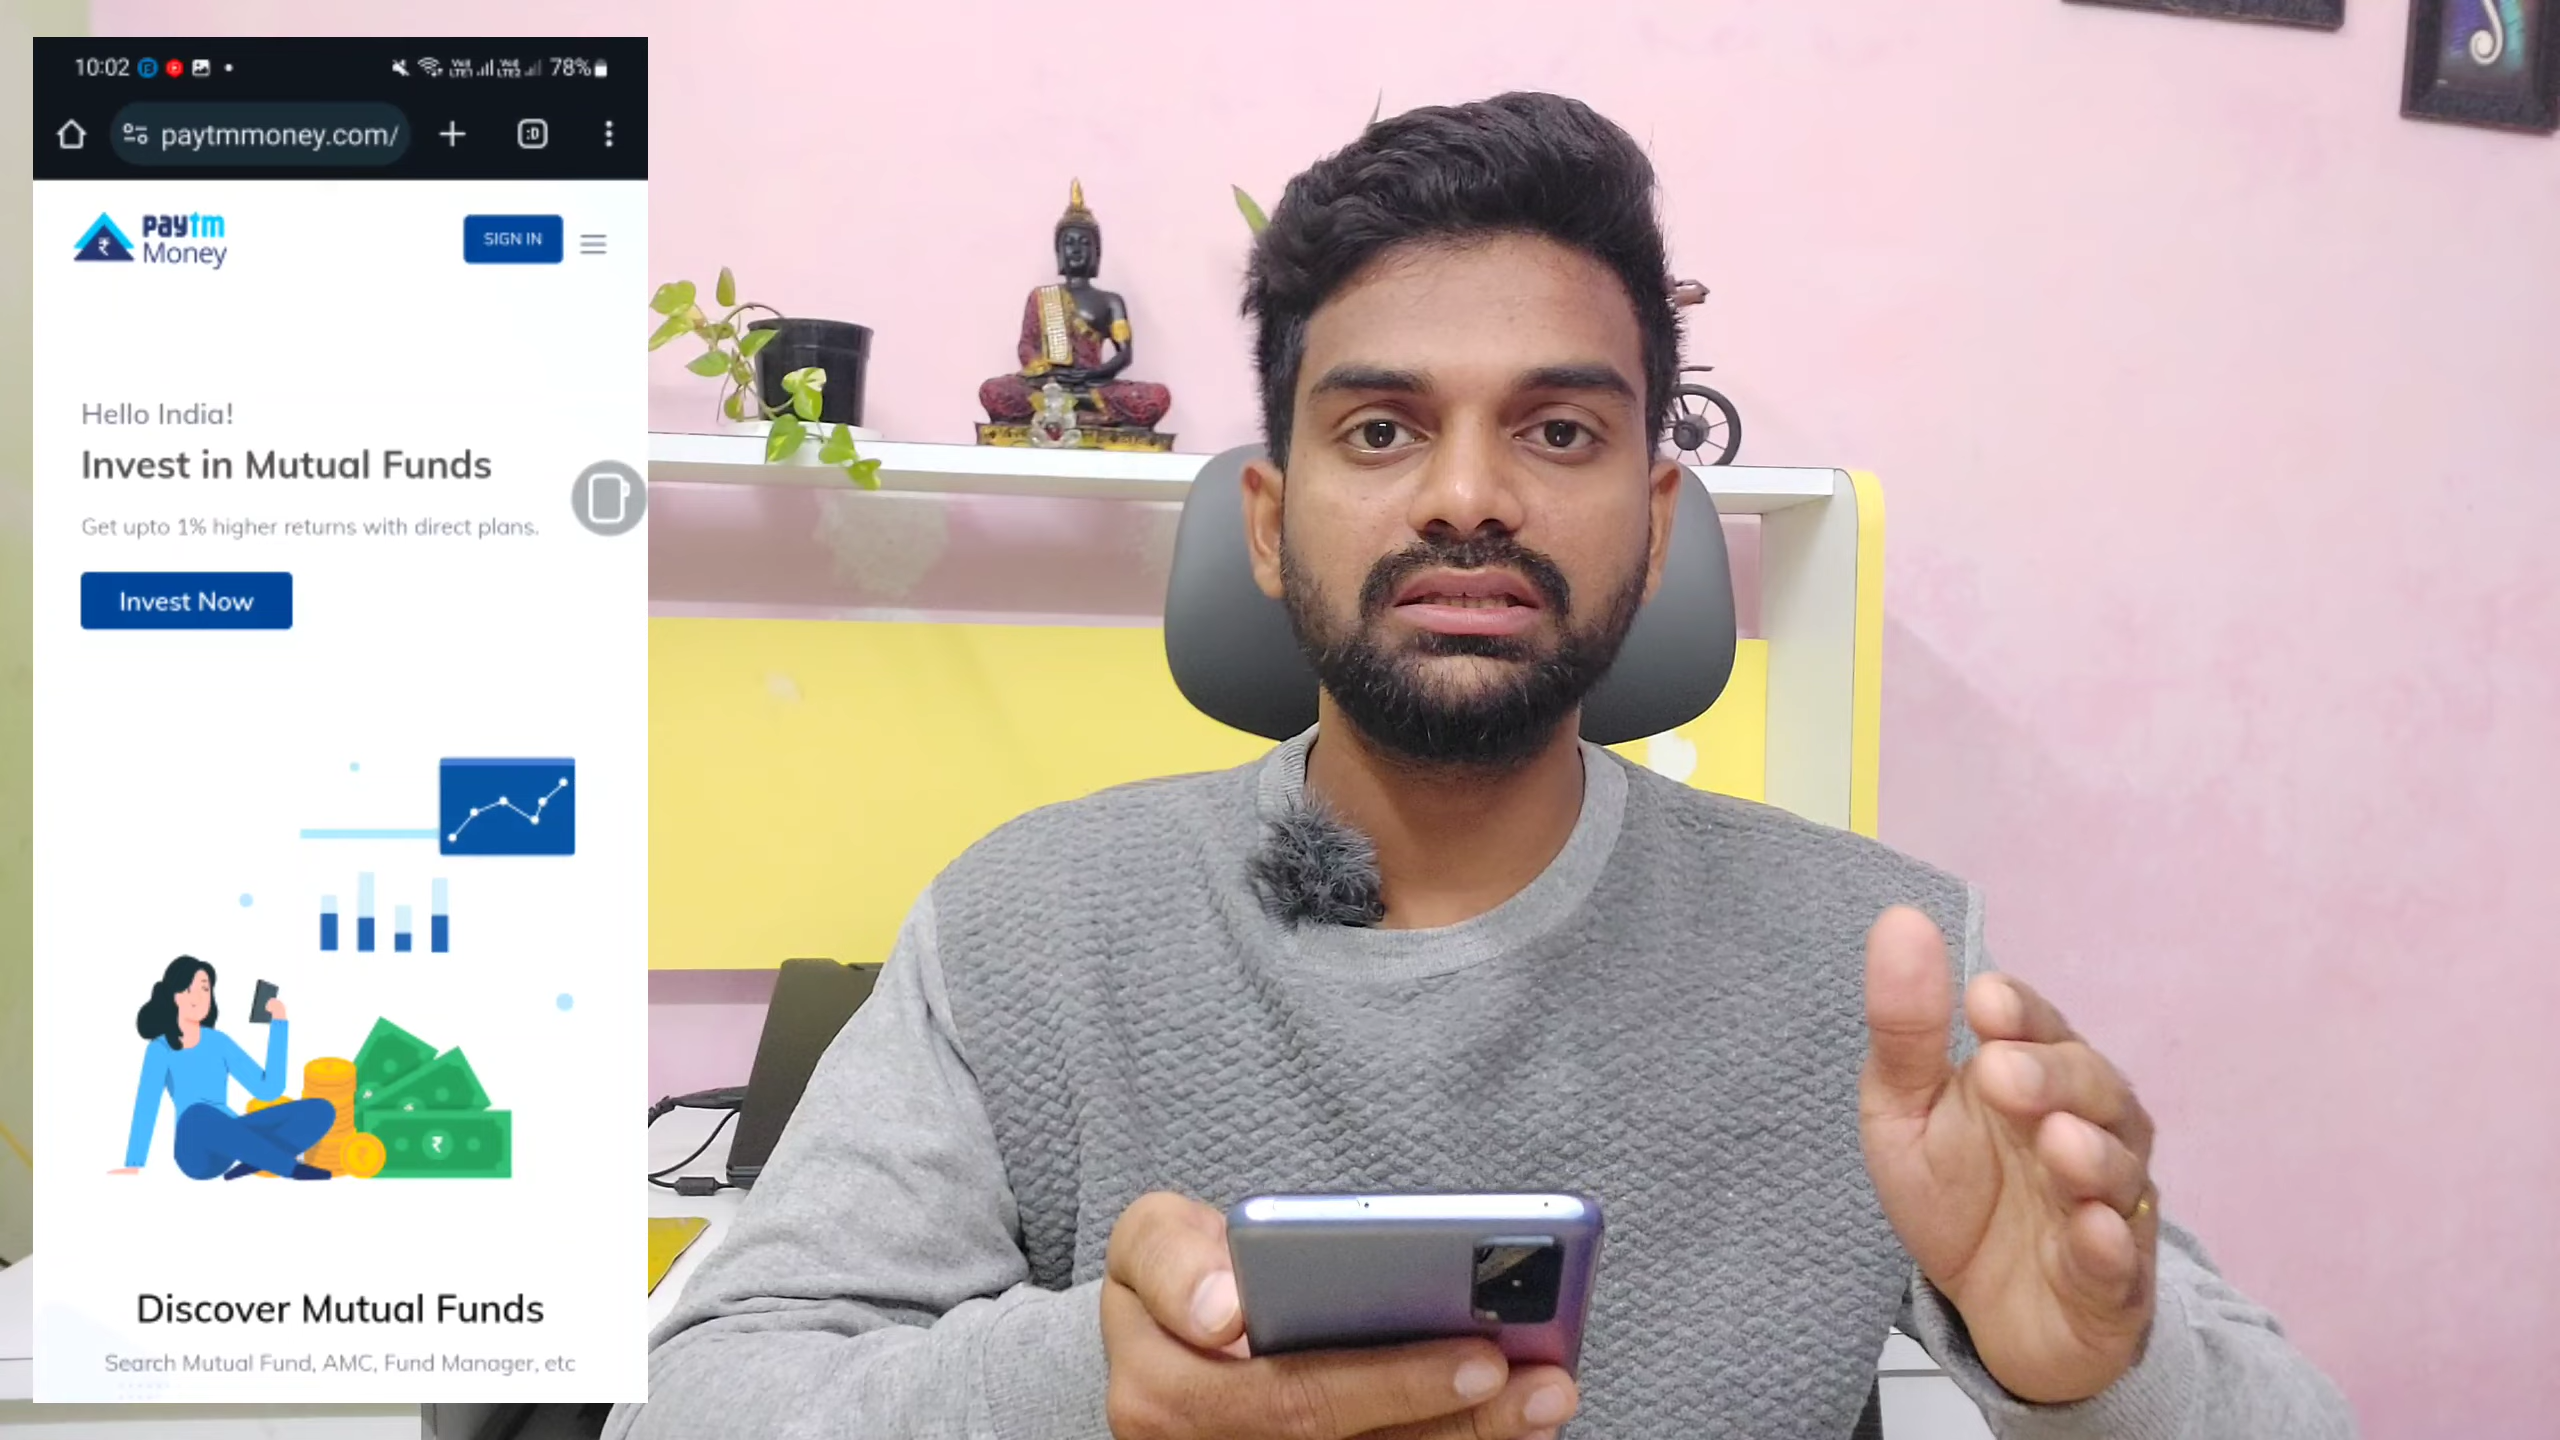 10:02
78%
paytmmoney.com/
paytm
Money
SIGN IN
Hello India!
Invest in Mutual Funds
Get upto 1% higher returns with direct plans.
Invest Now
Discover Mutual Funds
Search Mutual Fund, AMC, Fund Manager, etc